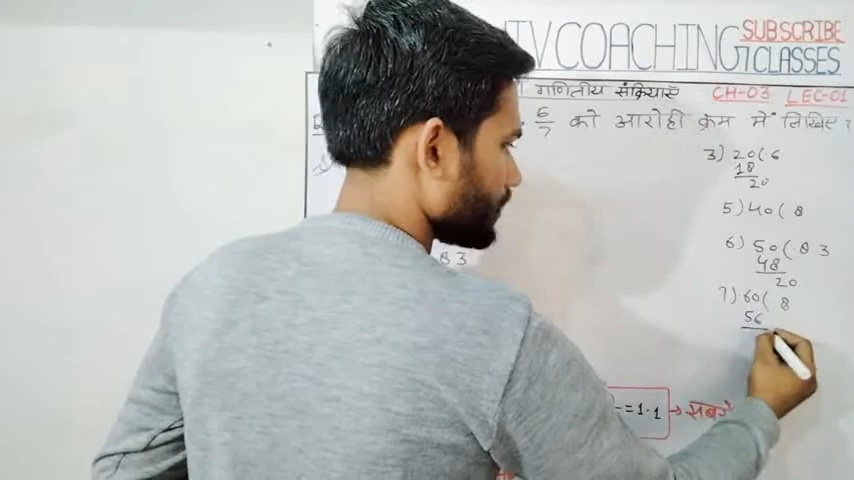 TV COACHING CLASSES
SUBSCRIBE
गणितीय संक्रियाएं CH-03 LEC-01
6/7 को आरोही क्रम में लिखिए?
3) 20( 6
18
20
5) 40( 8
6) 50( .83
48
20
7) 60( 8
56
83
= 1.1 → सबसे